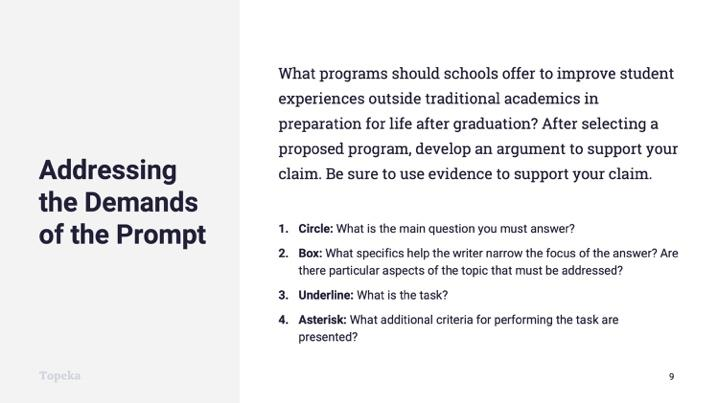 Addressing
the Demands
of the Prompt
What programs should schools offer to improve student
experiences outside traditional academics in
preparation for life after graduation? After selecting a
proposed program, develop an argument to support your
claim. Be sure to use evidence to support your claim.
1. Circle: What is the main question you must answer?
2. Box: What specifics help the writer narrow the focus of the answer? Are
there particular aspects of the topic that must be addressed?
3. Underline: What is the task?
4. Asterisk: What additional criteria for performing the task are
presented?
Topeka
9